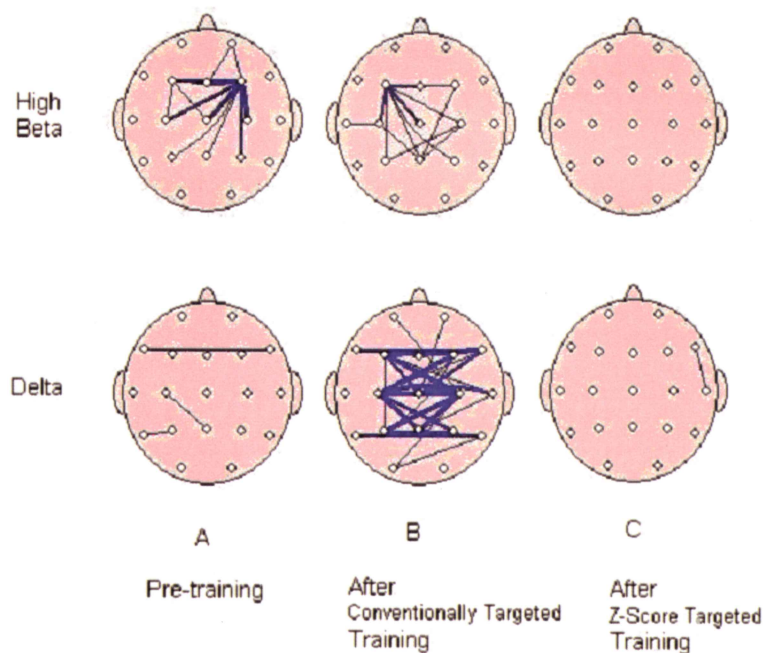 High
Beta
Delta
A
B
C
Pre-training
After
Conventionally Targeted
Training
After
Z-Score Targeted
Training